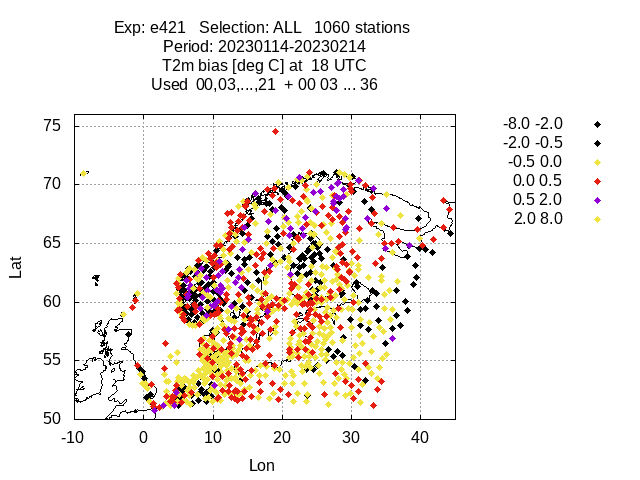 Exp: e421 Selection: ALL 1060 stations
Period: 20230114-20230214
T2m bias [deg C] at 18 UTC
Used 00,03,...,21 + 00 03 ... 36
-8.0 -2.0
-2.0 -0.5
-0.5 0.0
0.0 0.5
0.5 2.0
2.0 8.0
75
70
65
60
55
50
Lat
-10 0 10 20 30 40
Lon